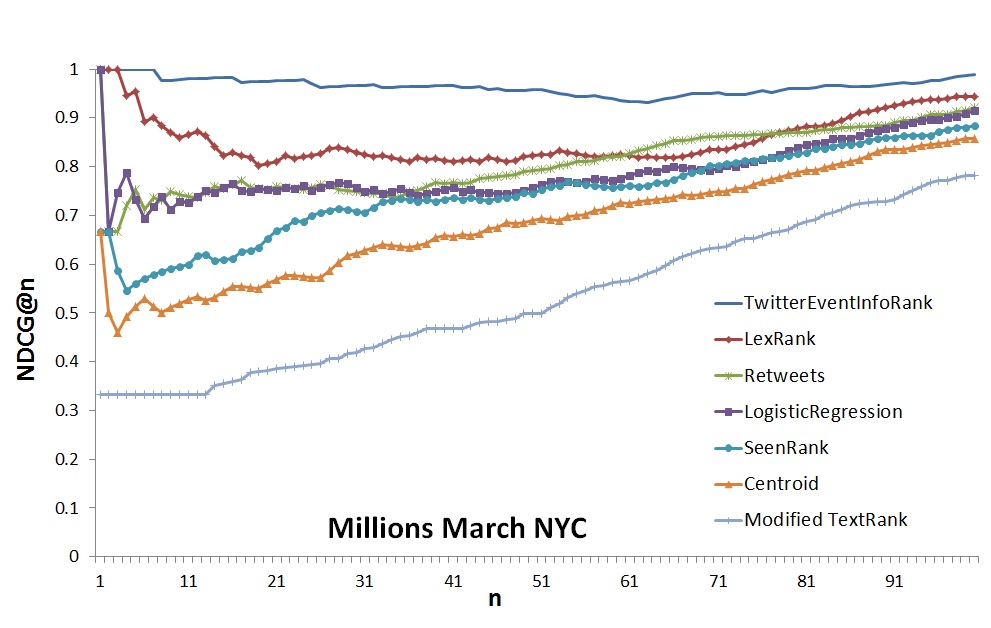 1
0.9
0.8
0.7
0.6
0.5
0.4
0.3
0.2
0.1
0
NDCG@n
TwitterEventInfoRank
LexRank
Retweets
LogisticRegression
SeenRank
Centroid
Modified TextRank
Millions March NYC
1 11 21 31 41 51 61 71 81 91
n